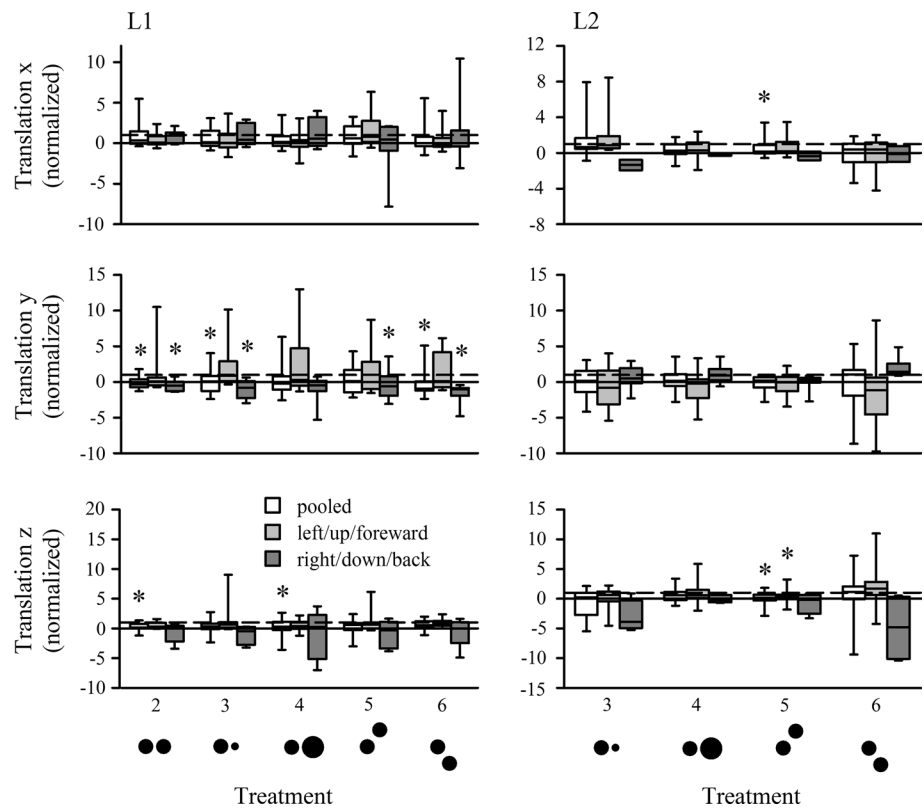 L1
L2
Translation x
(normalized)
10
5
0
-5
-10
12
8
4
0
-4
-8
*
Translation y
(normalized)
15
10
5
0
-5
-10
* * * * * * *
15
10
5
0
-5
-10
Translation z
(normalized)
20
15
10
5
0
-5
-10
pooled
left/up/foreward
right/down/back
* *
15
10
5
0
-5
-10
-15
* *
2 3 4 5 6
3 4 5 6
Treatment
Treatment